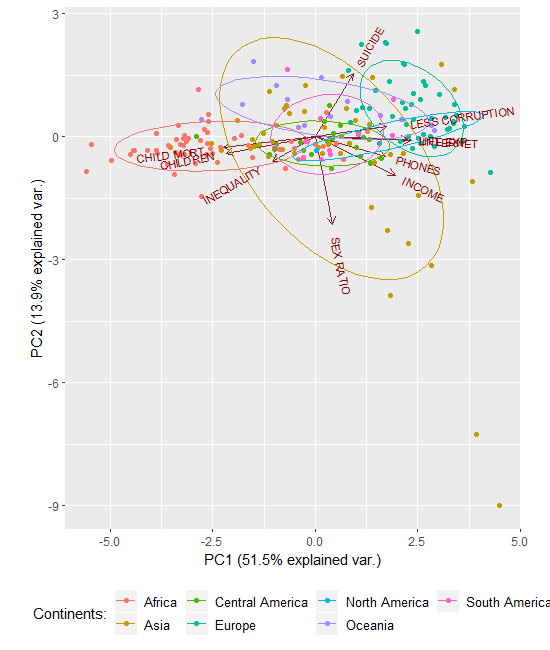 3
SUICIDE
LESS CORRUPTION
0
CHILD MORT
CHILDREN
PHONES
INEQUALITY
INCOME
SEX RATIO
-3
-6
-9
PC2 (13.9% explained var.)
-5.0 -2.5 0.0 2.5 5.0
PC1 (51.5% explained var.)
Continents: Africa Central America North America South America
Asia Europe Oceania